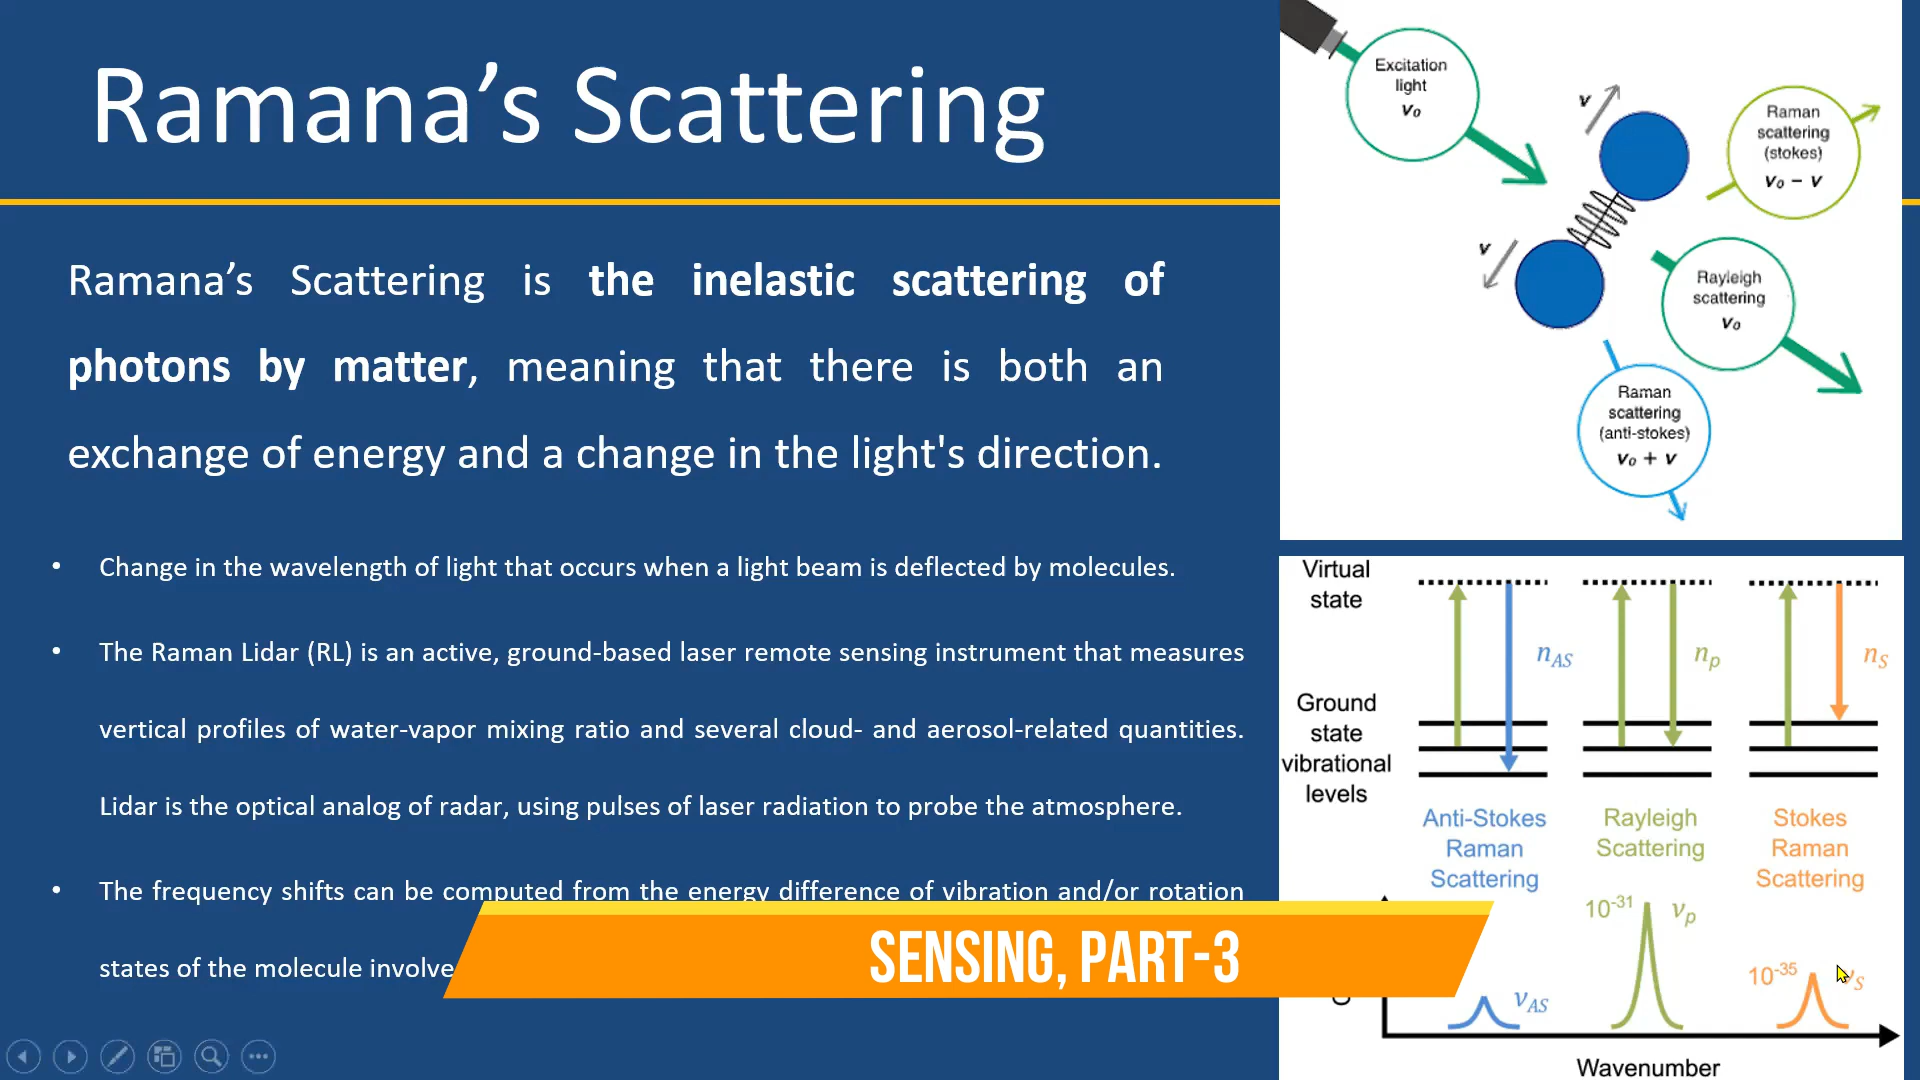 Ramana’s Scattering
Ramana’s Scattering is the inelastic scattering of
photons by matter, meaning that there is both an
exchange of energy and a change in the light's direction.
• Change in the wavelength of light that occurs when a light beam is deflected by molecules.
• The Raman Lidar (RL) is an active, ground-based laser remote sensing instrument that measures
vertical profiles of water-vapor mixing ratio and several cloud- and aerosol-related quantities.
Lidar is the optical analog of radar, using pulses of laser radiation to probe the atmosphere.
• The frequency shifts can be computed from the energy difference of vibration and/or rotation
states of the molecule
SENSING, PART-3
Excitation
light
v₀
v
v
Raman
scattering
(stokes)
v₀ – v
Rayleigh
scattering
v₀
Raman
scattering
(anti-stokes)
v₀ + v
Virtual
state
n_AS
n_p
n_S
Ground
state
vibrational
levels
Anti-Stokes
Raman
Scattering
Rayleigh
Scattering
Stokes
Raman
Scattering
10⁻³¹ ν_p
10⁻³⁵
ν_AS
Wavenumber